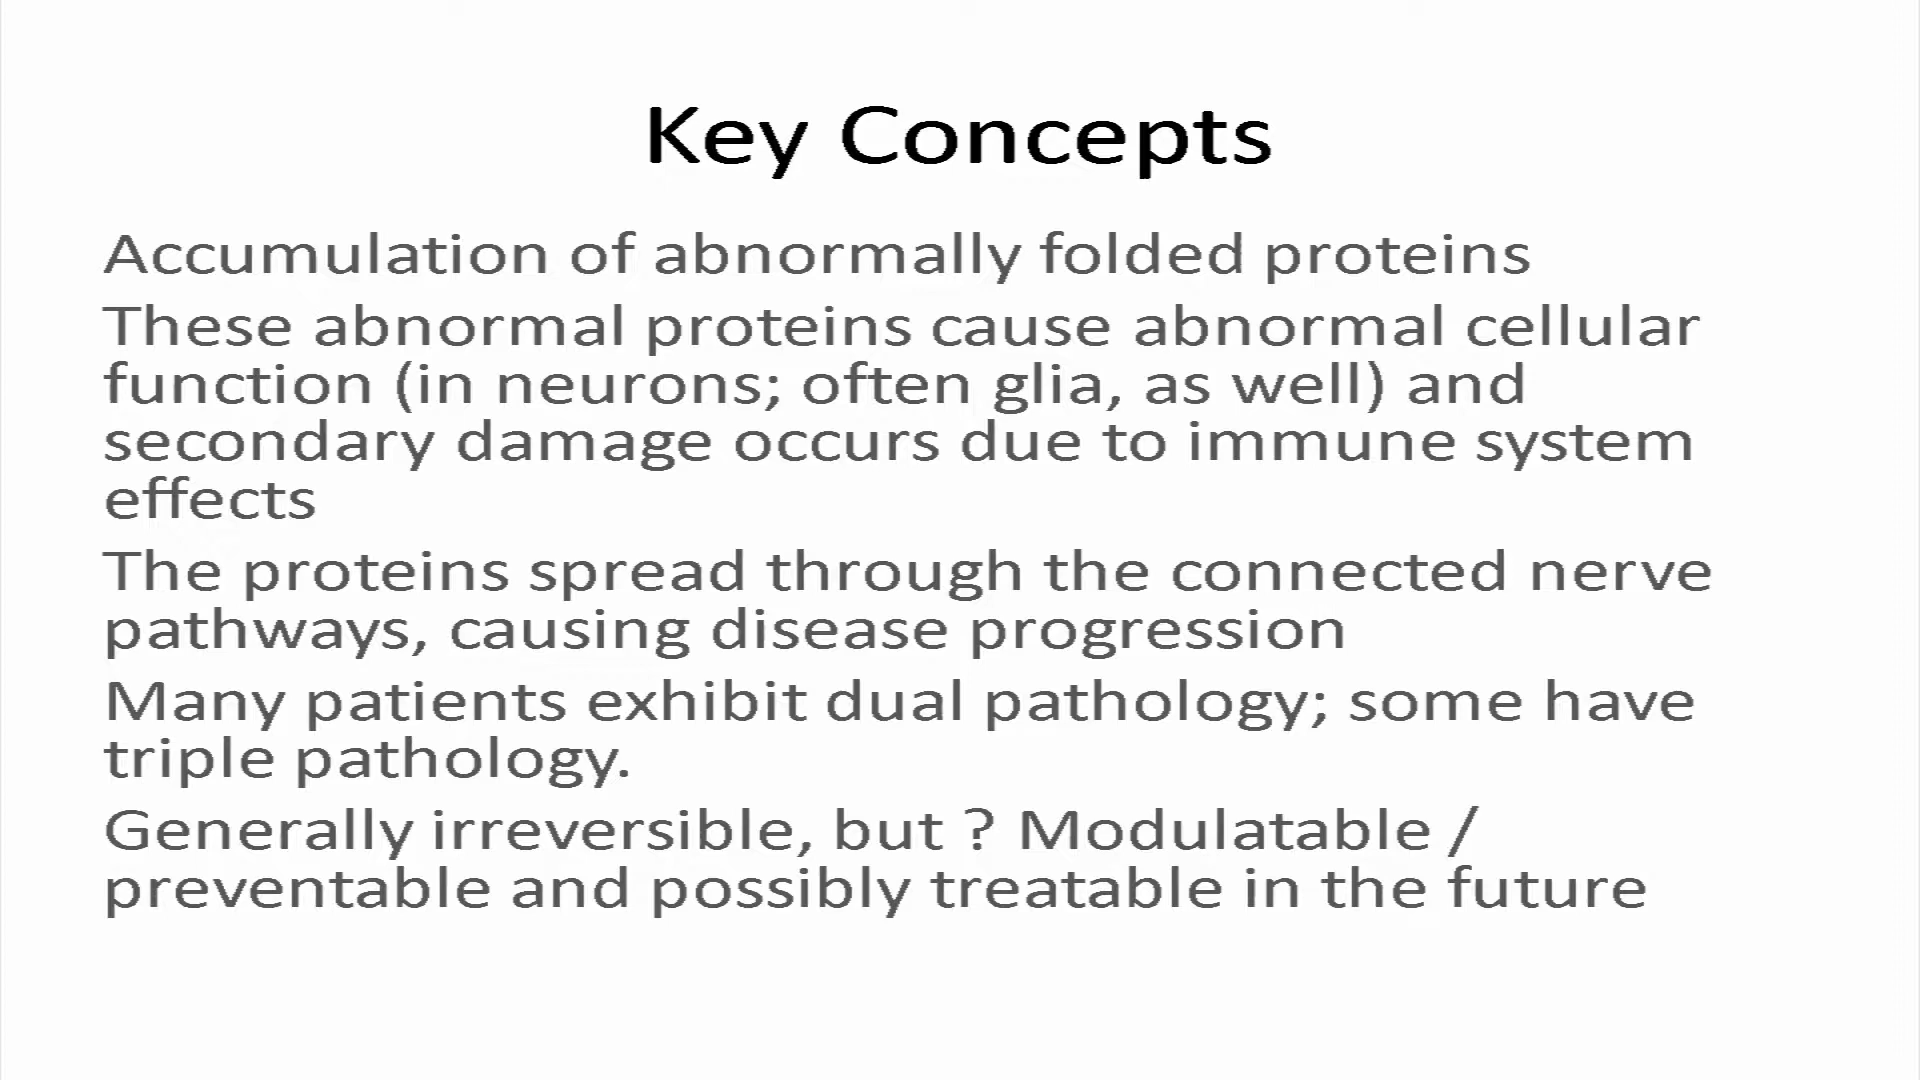 Key Concepts
Accumulation of abnormally folded proteins
These abnormal proteins cause abnormal cellular
function (in neurons; often glia, as well) and
secondary damage occurs due to immune system
effects
The proteins spread through the connected nerve
pathways, causing disease progression
Many patients exhibit dual pathology; some have
triple pathology.
Generally irreversible, but ? Modulatable /
preventable and possibly treatable in the future